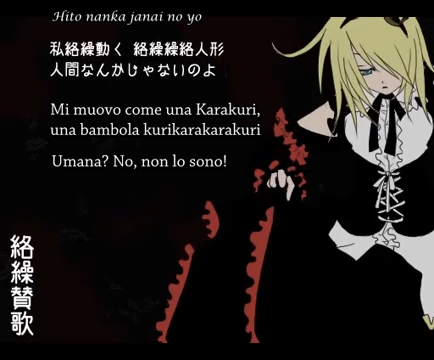 Hito nanka janai no yo
私絡繰動く 絡繰繰絡人形
人間なんかじゃないのよ
Mi muovo come una Karakuri,
una bambola kurikarakarakuri
Umana? No, non lo sono!
絡繰賛歌